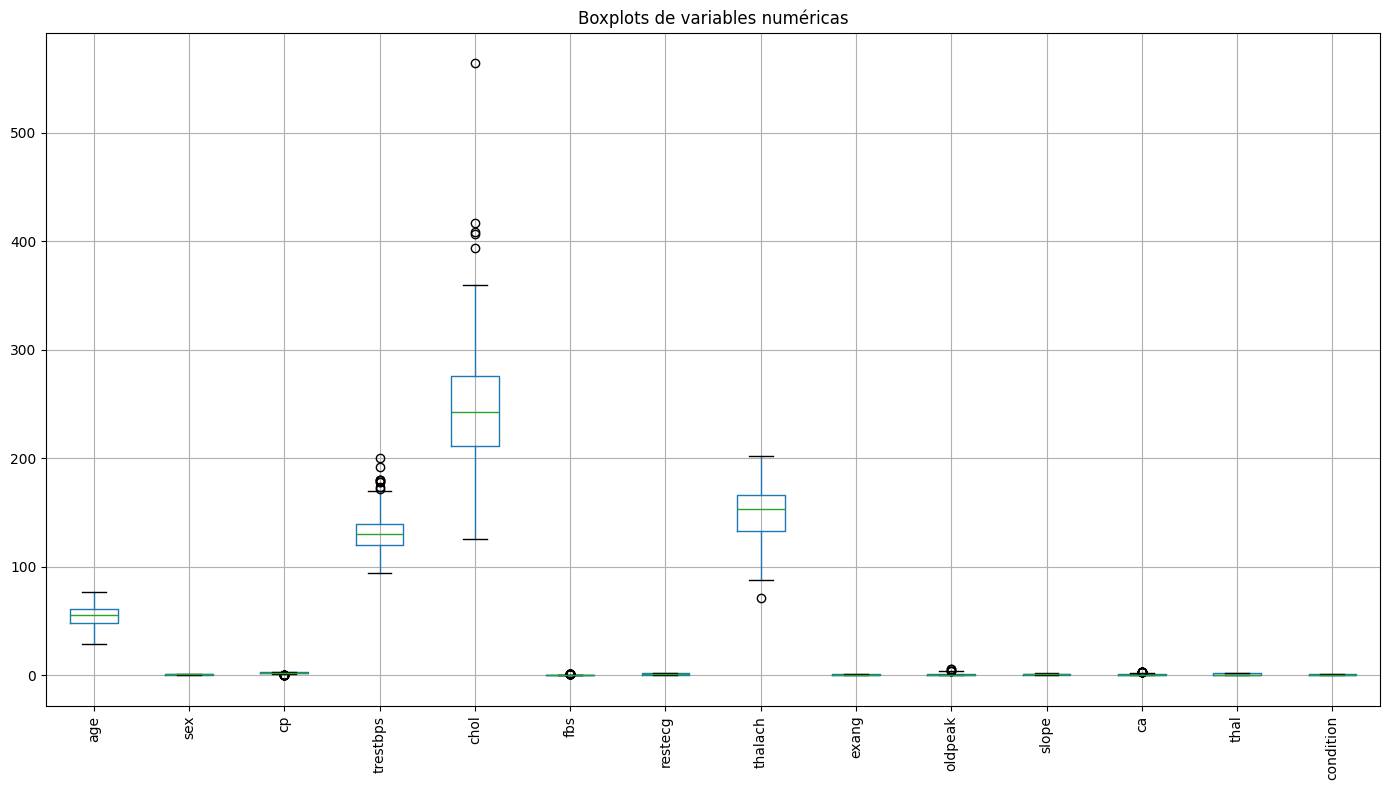 Boxplots de variables numéricas
500
400
300
200
100
0
age
sex
cp
trestbps
chol
fbs
restecg
thalach
exang
oldpeak
slope
ca
thal
condition